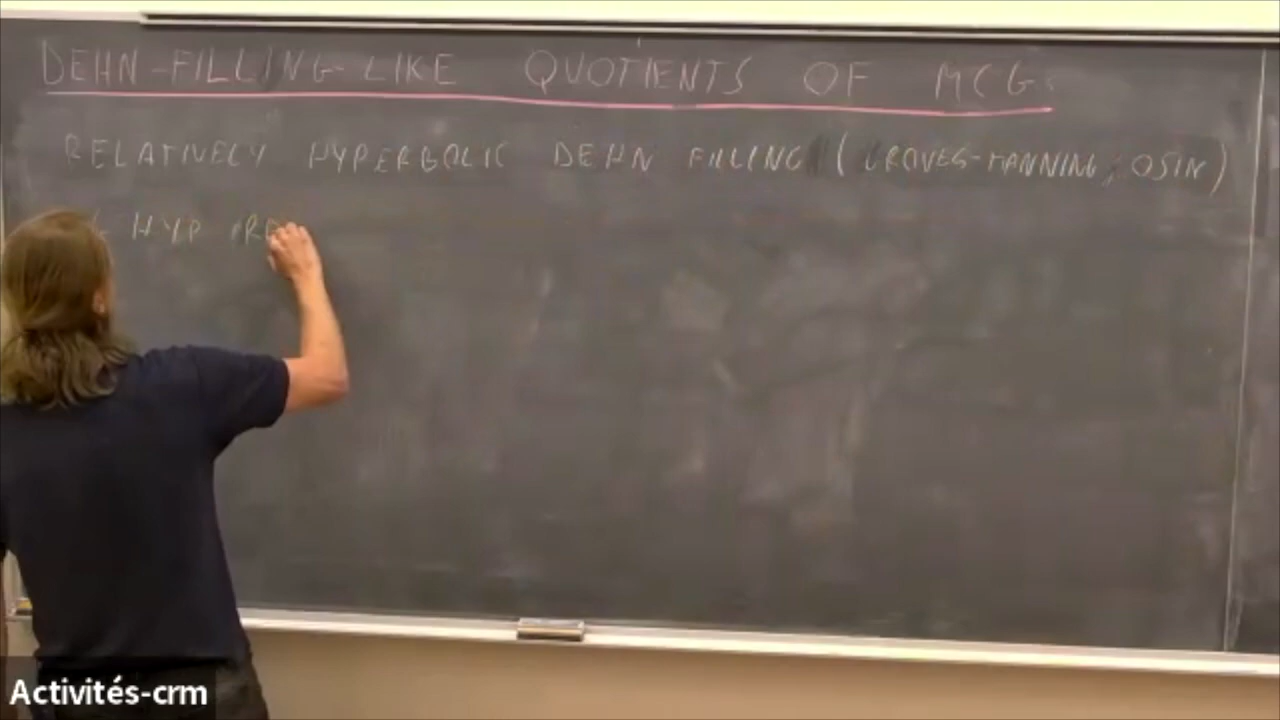 DEHN-FILLING-LIKE QUOTIENTS OF MCGs
RELATIVELY HYPERBOLIC DEHN FILLING (GROVES-MANNING, OSIN)
HYP
Activités-crm